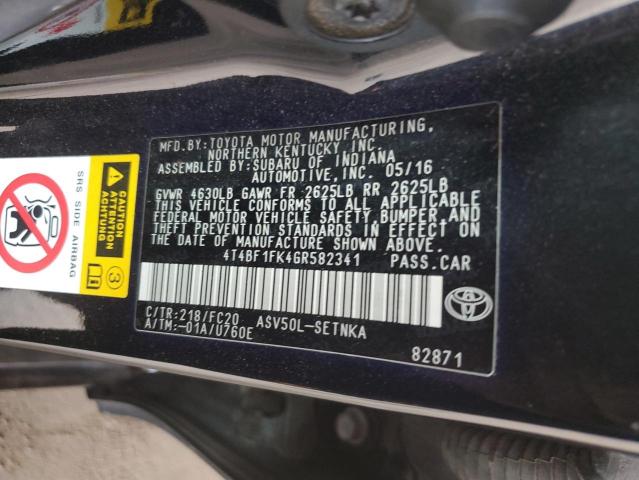 MFD.BY:TOYOTA MOTOR MANUFACTURING,
NORTHERN KENTUCKY, INC.
ASSEMBLED BY:SUBARU OF INDIANA
AUTOMOTIVE, INC. 05/16
GVWR 4630LB GAWR FR 2625LB RR 2625LB
THIS VEHICLE CONFORMS TO ALL APPLICABLE
FEDERAL MOTOR VEHICLE SAFETY,BUMPER,AND
THEFT PREVENTION STANDARDS IN EFFECT ON
THE DATE OF MANUFACTURE SHOWN ABOVE.
4T4BF1FK4GR582341 PASS.CAR
C/TR:218/FC20 ASV50L-SETNKA
A/TM:-01A/U760E
TOYOTA
82871
SRS SIDE AIRBAG
CAUTION
ATTENTION
ACHTUNG
3